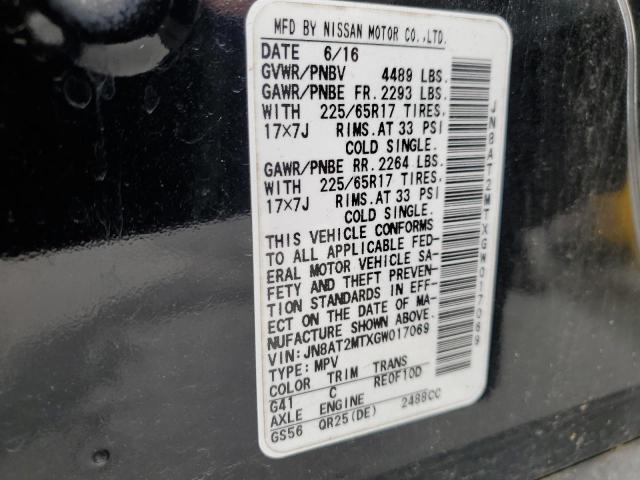 MFD BY NISSAN MOTOR CO.,LTD.
DATE 6/16
GVWR/PNBV 4489 LBS.
GAWR/PNBE FR. 2293 LBS.
WITH 225/65R17 TIRES.
17X7J RIMS.AT 33 PSI
COLD SINGLE.
GAWR/PNBE RR. 2264 LBS.
WITH 225/65R17 TIRES.
17X7J RIMS.AT 33 PSI
COLD SINGLE.
THIS VEHICLE CONFORMS
TO ALL APPLICABLE FED-
ERAL MOTOR VEHICLE SA-
FETY AND THEFT PREVEN-
TION STANDARDS IN EFF-
ECT ON THE DATE OF MA-
NUFACTURE SHOWN ABOVE.
VIN: JN8AT2MTXGW017069
TYPE: MPV
COLOR TRIM TRANS
G41 C RE0F10D
AXLE ENGINE
GS56 QR25(DE) 2488CC
JN8AT2MTXGW017069